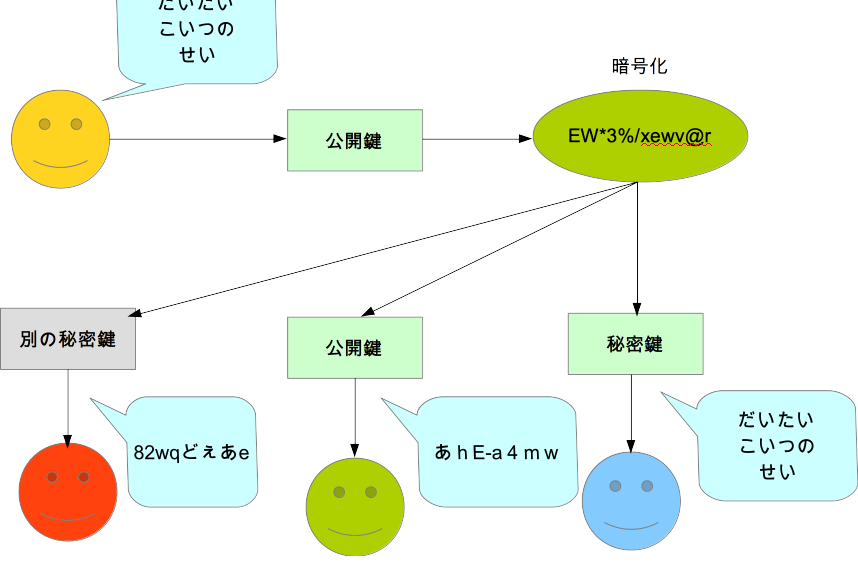 だいたい
こいつの
せい
暗号化
公開鍵
EW*3%/xewv@r
別の秘密鍵
公開鍵
秘密鍵
82wqどぇあe
あｈE-a４ｍｗ
だいたい
こいつの
せい